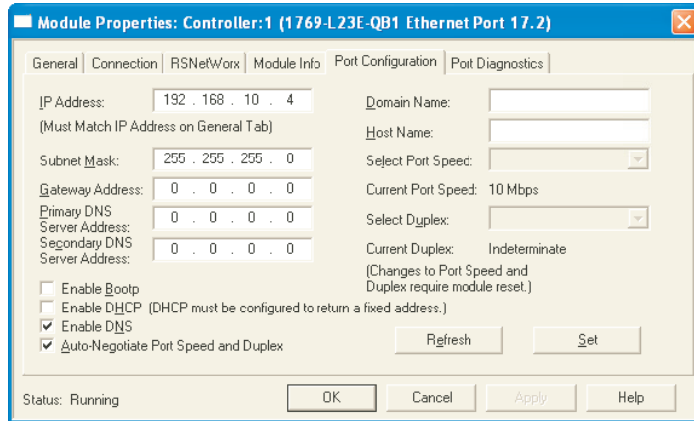 Module Properties: Controller:1 (1769-L23E-QB1 Ethernet Port 17.2)
General
Connection
RSNetWorx
Module Info
Port Configuration
Port Diagnostics
IP Address: 192 . 168 . 10 . 4
(Must Match IP Address on General Tab)
Subnet Mask: 255 . 255 . 255 . 0
Gateway Address: 0 . 0 . 0 . 0
Primary DNS
Server Address: 0 . 0 . 0 . 0
Secondary DNS
Server Address: 0 . 0 . 0 . 0
Domain Name:
Host Name:
Select Port Speed:
Current Port Speed: 10 Mbps
Select Duplex:
Current Duplex: Indeterminate
(Changes to Port Speed and
Duplex require module reset.)
Enable Bootp
Enable DHCP (DHCP must be configured to return a fixed address.)
Enable DNS
Auto-Negotiate Port Speed and Duplex
Refresh
Set
Status: Running
OK
Cancel
Apply
Help